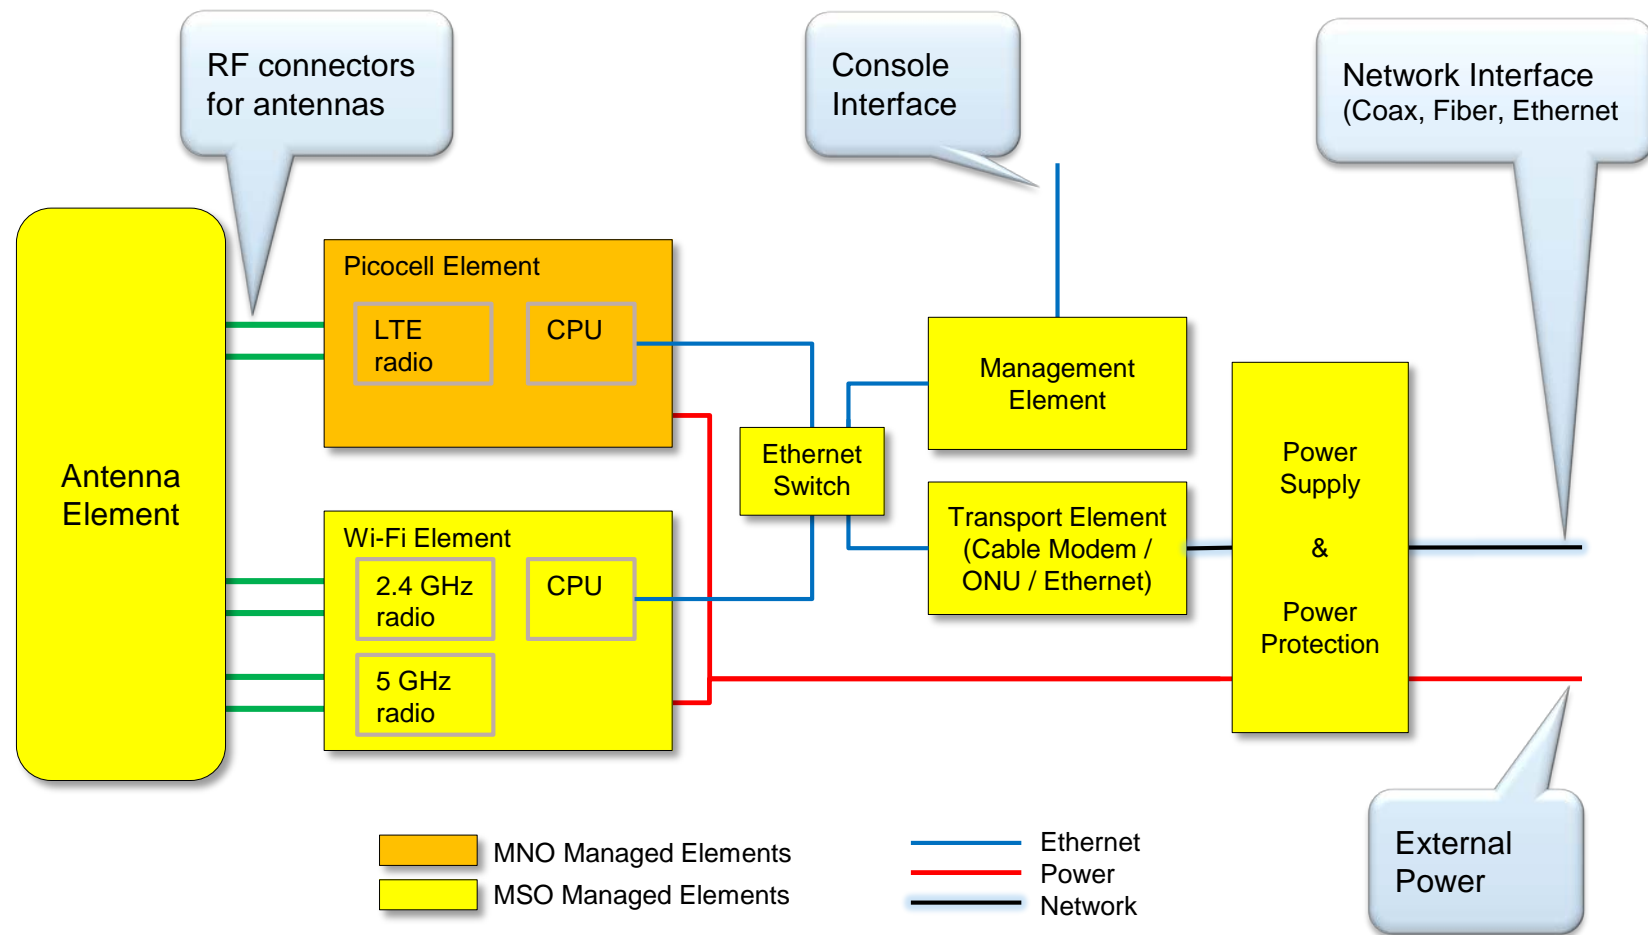 RF connectors
for antennas
Console
Interface
Network Interface
(Coax, Fiber, Ethernet
Antenna
Element
Picocell Element
LTE
radio
CPU
Wi-Fi Element
2.4 GHz
radio
CPU
5 GHz
radio
Ethernet
Switch
Management
Element
Transport Element
(Cable Modem /
ONU / Ethernet)
Power
Supply
&
Power
Protection
External
Power
MNO Managed Elements
MSO Managed Elements
Ethernet
Power
Network